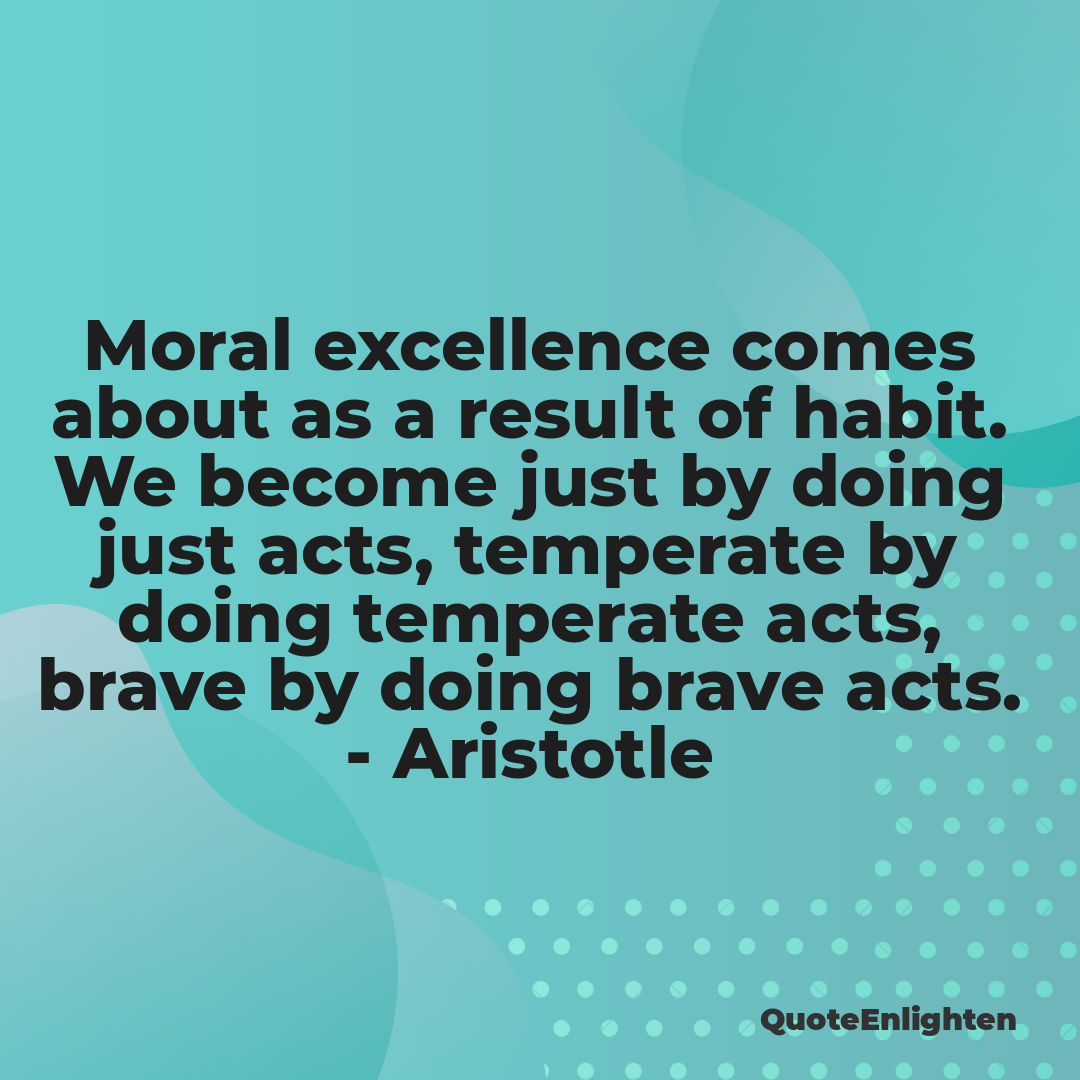 Moral excellence comes
about as a result of habit.
We become just by doing
just acts, temperate by
doing temperate acts,
brave by doing brave acts.
- Aristotle
QuoteEnlighten